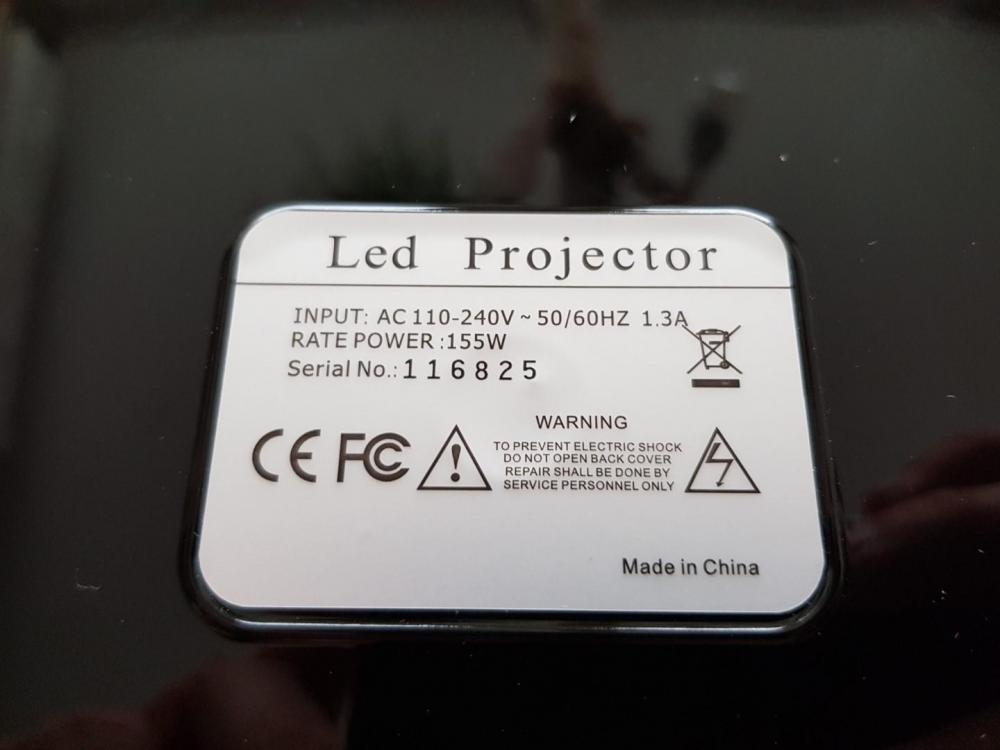 Led Projector
INPUT: AC 110-240V ~ 50/60HZ 1.3A
RATE POWER :155W
Serial No.: 116825
CE FC
WARNING
TO PREVENT ELECTRIC SHOCK
DO NOT OPEN BACK COVER
REPAIR SHALL BE DONE BY
SERVICE PERSONNEL ONLY
Made in China